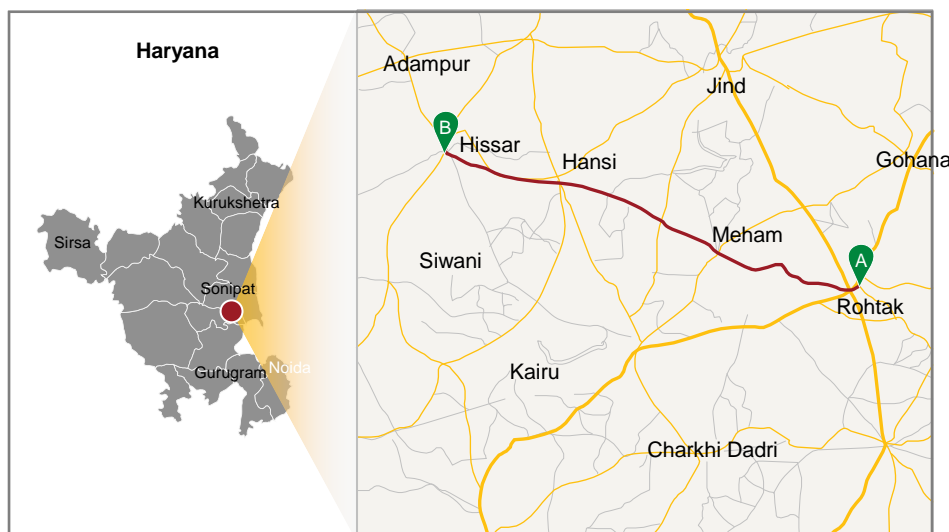 Haryana
Kurukshetra
Sirsa
Sonipat
Gurugram
Noida
Adampur
B
Hissar
Jind
Hansi
Gohana
Meham
Siwani
A
Rohtak
Kairu
Charkhi Dadri